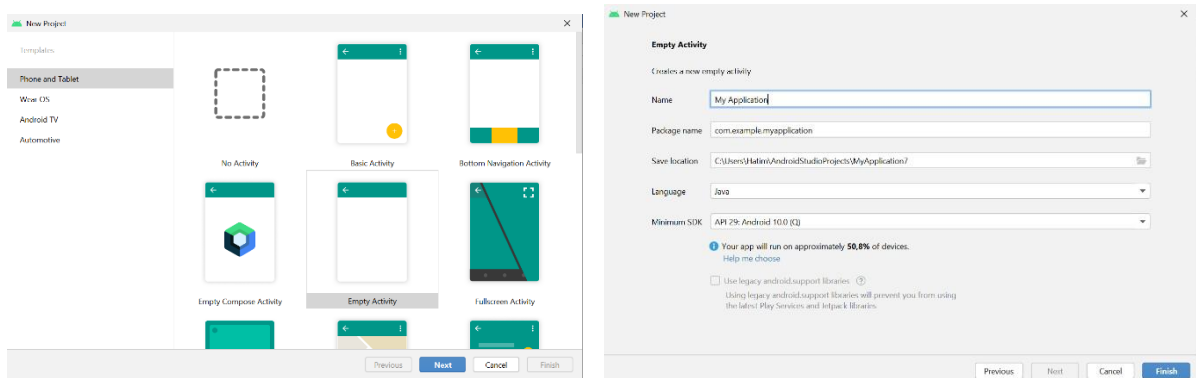 New Project
Templates
Phone and Tablet
Wear OS
Android TV
Automotive
No Activity
Basic Activity
Bottom Navigation Activity
Empty Compose Activity
Empty Activity
Fullscreen Activity
Previous
Next
Cancel
Finish
New Project
Empty Activity
Creates a new empty activity
Name
My Application
Package name
com.example.myapplication
Save location
C:\Users\Hatim\AndroidStudioProjects\MyApplication7
Language
Java
Minimum SDK
API 29: Android 10.0 (Q)
Your app will run on approximately 50,8% of devices.
Help me choose
Use legacy android.support libraries
Using legacy android.support libraries will prevent you from using
the latest Play Services and Jetpack libraries
Previous
Next
Cancel
Finish